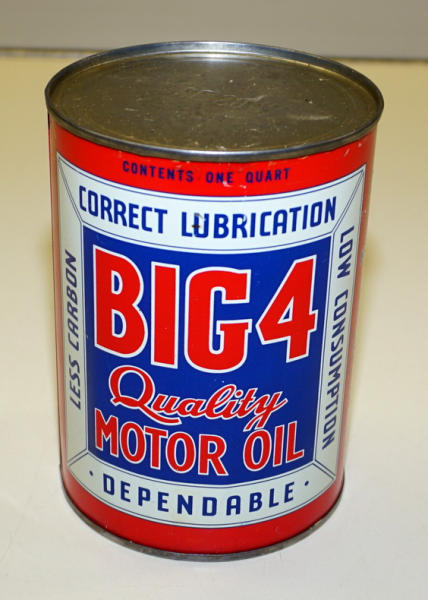 CONTENTS ONE QUART
CORRECT LUBRICATION
LESS CARBON
LOW CONSUMPTION
BIG 4
Quality
MOTOR OIL
· DEPENDABLE ·